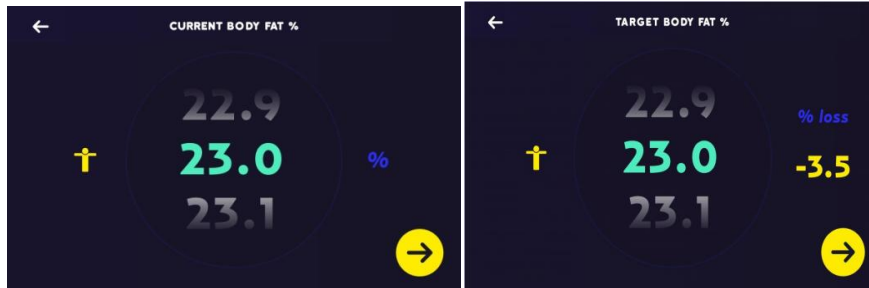 CURRENT BODY FAT %
22.9
23.0
%
23.1
TARGET BODY FAT %
22.9
% loss
23.0
-3.5
23.1